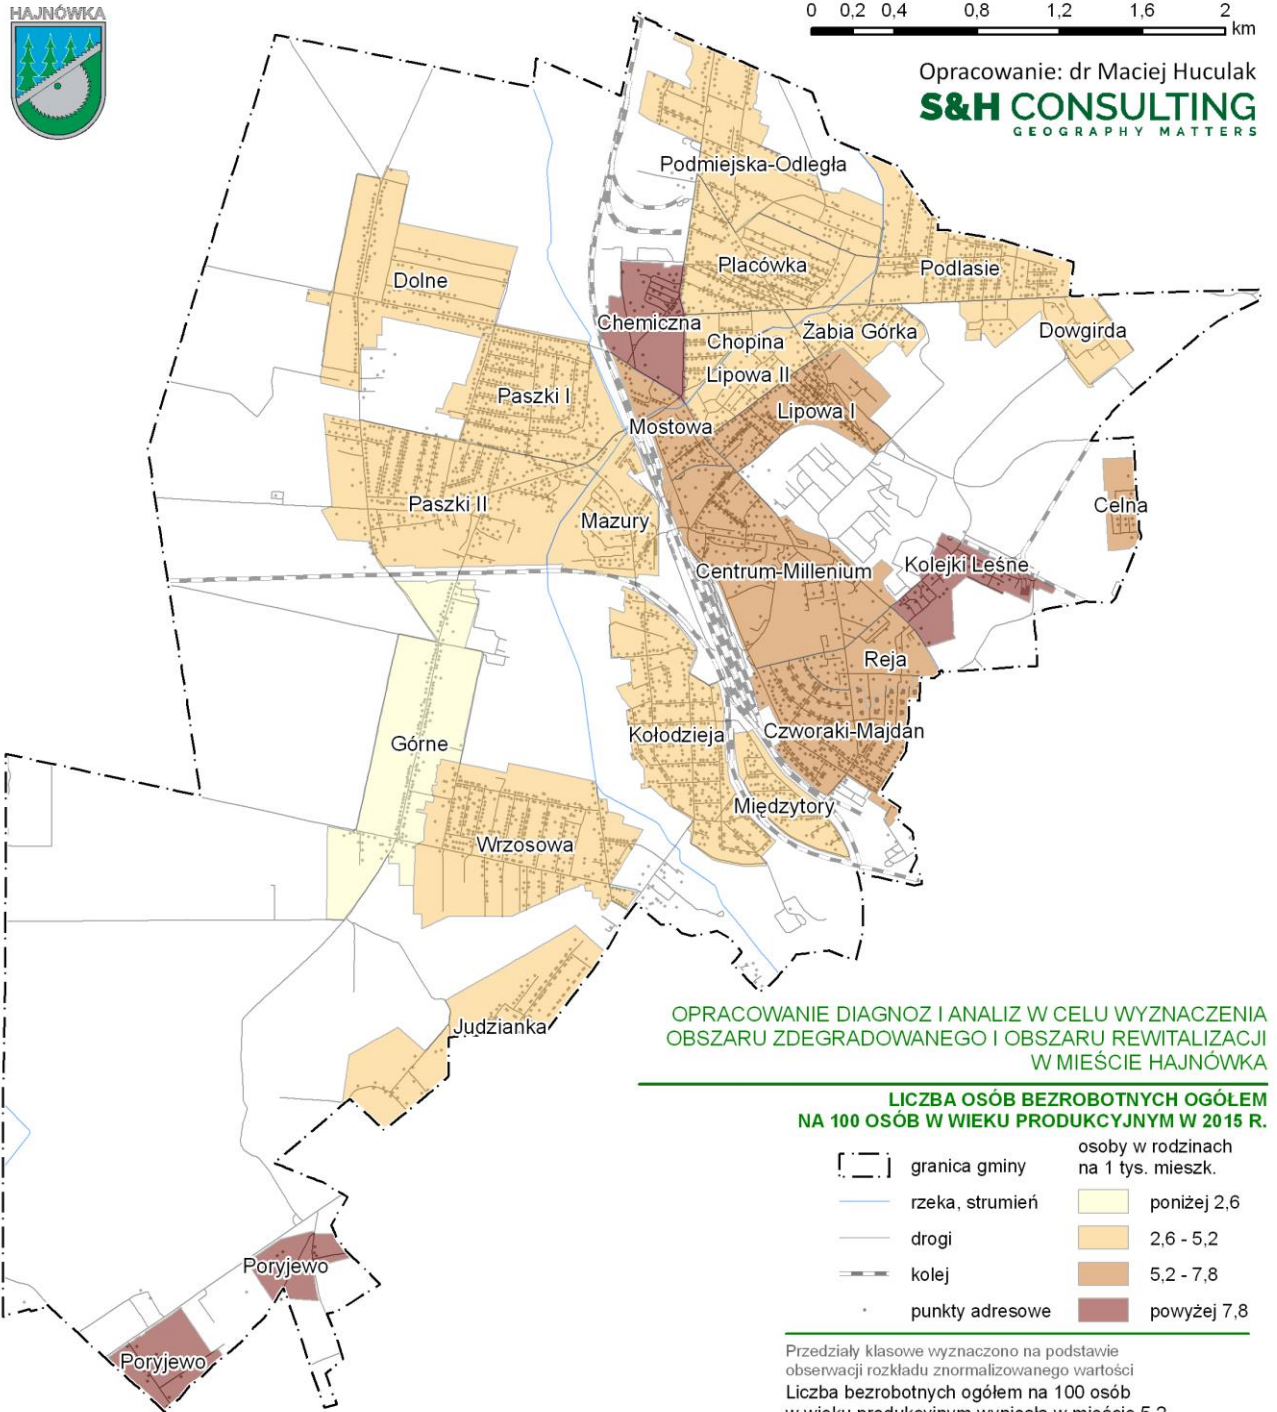 HAJNÓWKA
0 0,2 0,4 0,8 1,2 1,6 2
km
Opracowanie: dr Maciej Huculak
S&H CONSULTING
GEOGRAPHY MATTERS
Podmiejska-Odległa
Placówka
Podlasie
Dolne
Chemiczna
Chopina
Żabia Górka
Dowgirda
Lipowa II
Paszki I
Lipowa I
Mostowa
Paszki II
Celna
Mazury
Centrum-Millenium
Kolejki Leśne
Reja
Górne
Kołodzieja
Czworaki-Majdan
Międzytory
Wrzosowa
Judzianka
Poryjewo
Poryjewo
OPRACOWANIE DIAGNOZ I ANALIZ W CELU WYZNACZENIA
OBSZARU ZDEGRADOWANEGO I OBSZARU REWITALIZACJI
W MIEŚCIE HAJNÓWKA
LICZBA OSÓB BEZROBOTNYCH OGÓŁEM
NA 100 OSÓB W WIEKU PRODUKCYJNYM W 2015 R.
granica gminy
rzeka, strumień
drogi
kolej
punkty adresowe
osoby w rodzinach
na 1 tys. mieszk.
poniżej 2,6
2,6 - 5,2
5,2 - 7,8
powyżej 7,8
Przedziały klasowe wyznaczono na podstawie
obserwacji rozkładu znormalizowanego wartości
Liczba bezrobotnych ogółem na 100 osób
w wieku produkcyjnym wyniosła w mieście 5,2